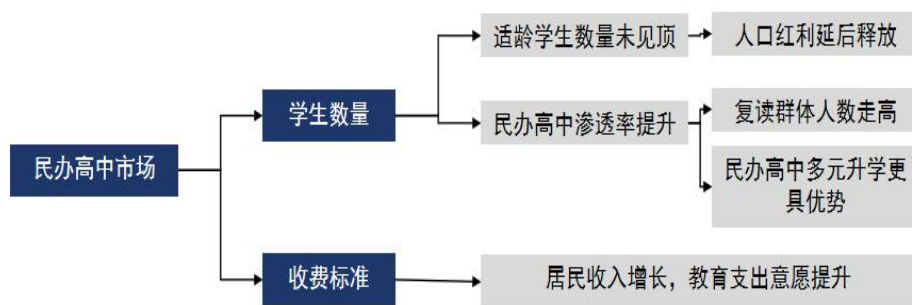 适龄学生数量未见顶
人口红利延后释放
学生数量
民办高中渗透率提升
复读群体人数走高
民办高中市场
民办高中多元升学更
具优势
收费标准
居民收入增长，教育支出意愿提升